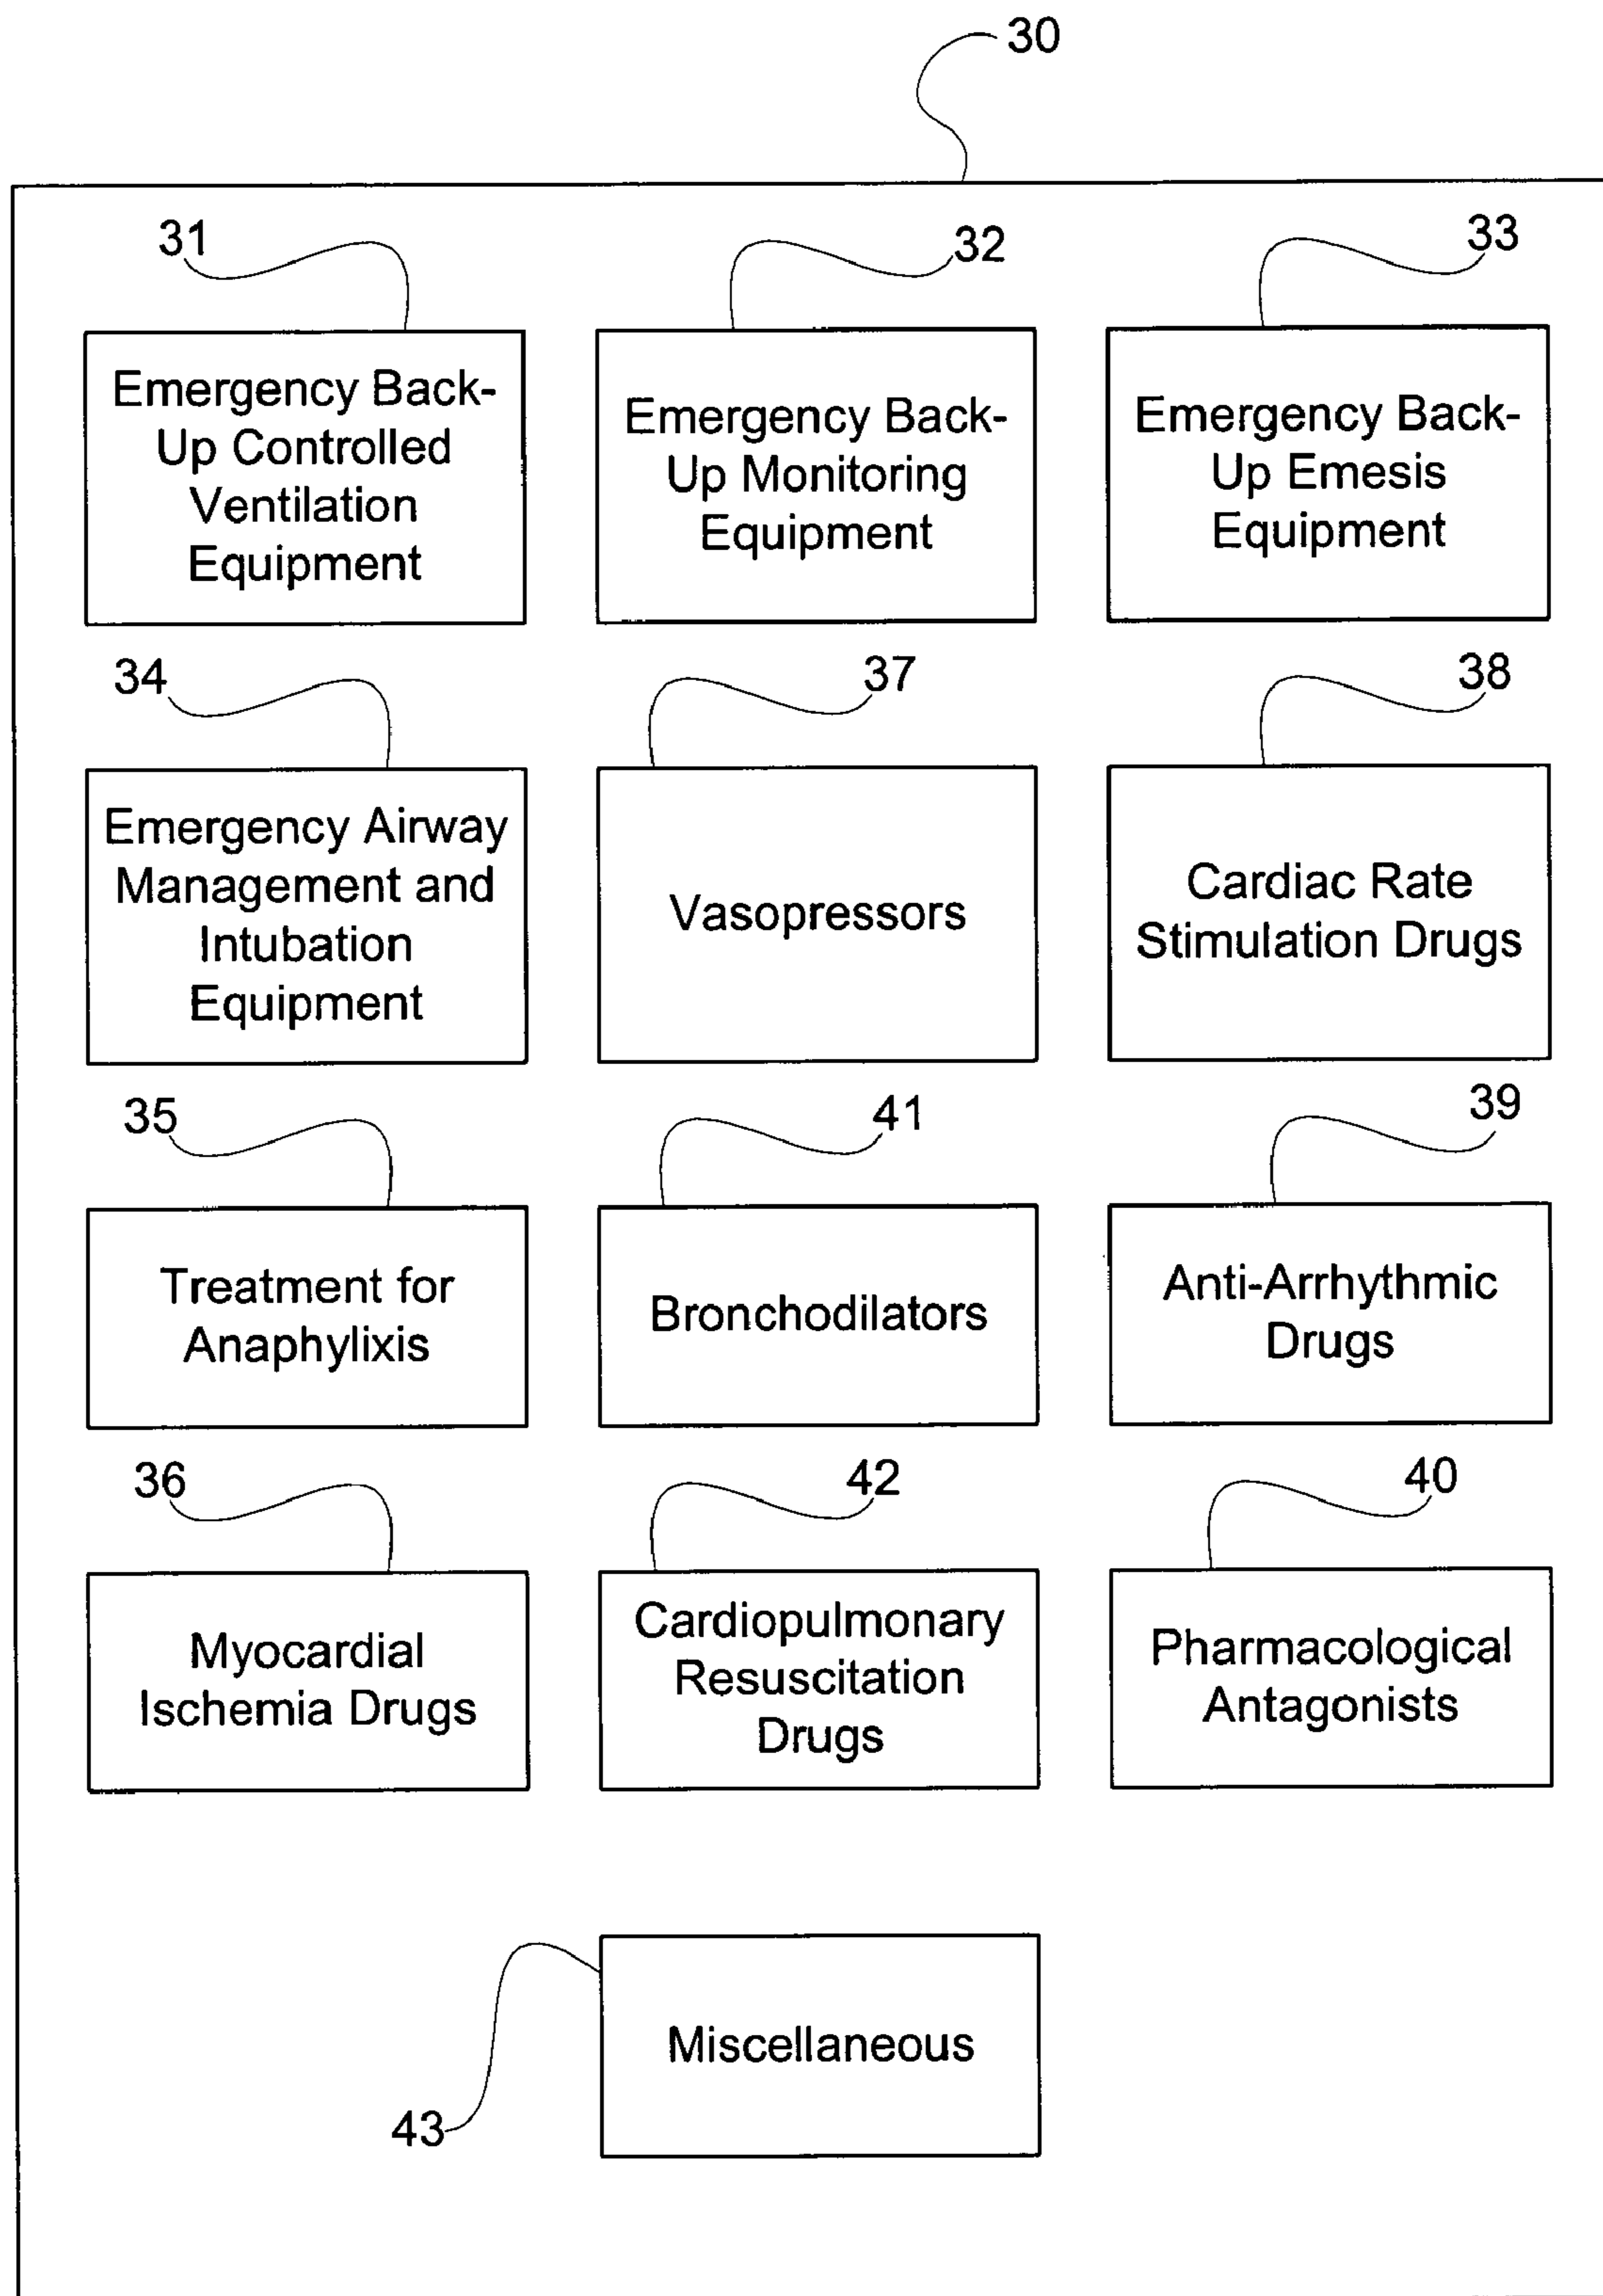 30
31
32
33
Emergency Back-
Up Controlled
Ventilation
Equipment
Emergency Back-
Up Monitoring
Equipment
Emergency Back-
Up Emesis
Equipment
34
37
38
Emergency Airway
Management and
Intubation
Equipment
Vasopressors
Cardiac Rate
Stimulation Drugs
35
41
39
Treatment for
Anaphylixis
Bronchodilators
Anti-Arrhythmic
Drugs
36
42
40
Myocardial
Ischemia Drugs
Cardiopulmonary
Resuscitation
Drugs
Pharmacological
Antagonists
Miscellaneous
43